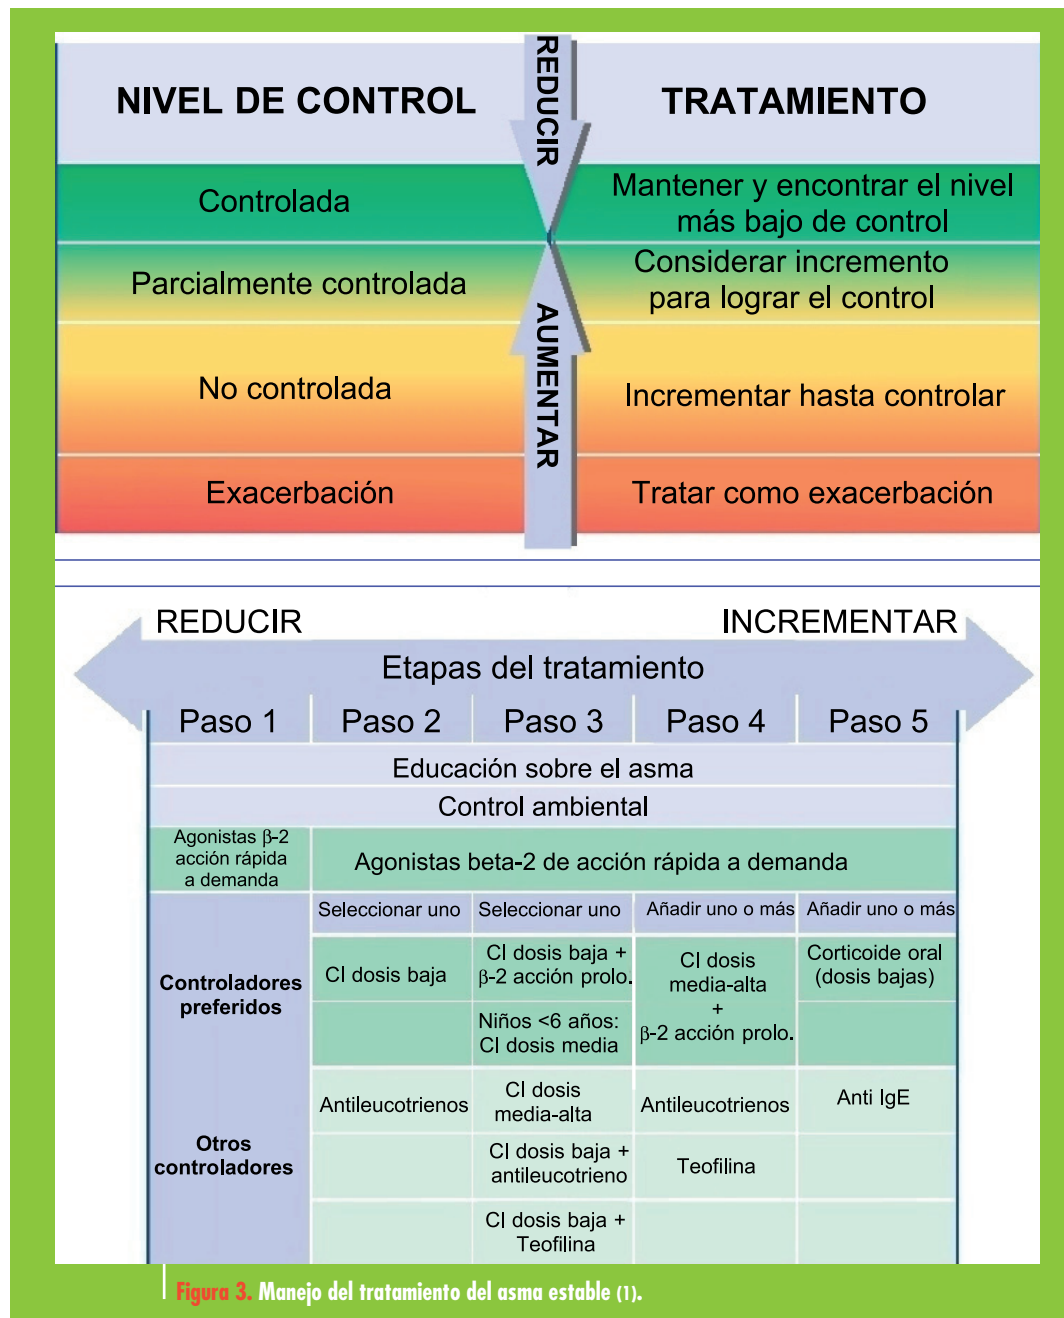 NIVEL DE CONTROL
REDUCIR
TRATAMIENTO
Controlada
Mantener y encontrar el nivel
más bajo de control
Parcialmente controlada
Considerar incremento
para lograr el control
AUMENTAR
No controlada
Incrementar hasta controlar
Exacerbación
Tratar como exacerbación
REDUCIR
INCREMENTAR
Etapas del tratamiento
Paso 1
Paso 2
Paso 3
Paso 4
Paso 5
Educación sobre el asma
Control ambiental
Agonistas β-2
acción rápida
a demanda
Agonistas beta-2 de acción rápida a demanda
Seleccionar uno
Seleccionar uno
Añadir uno o más
Añadir uno o más
Controladores
preferidos
CI dosis baja
CI dosis baja +
β-2 acción prolo.
Niños <6 años:
CI dosis media
CI dosis
media-alta
+
β-2 acción prolo.
Corticoide oral
(dosis bajas)
Otros
controladores
Antileucotrienos
CI dosis
media-alta
Antileucotrienos
Anti IgE
CI dosis baja +
antileucotrieno
Teofilina
CI dosis baja +
Teofilina
Figura 3. Manejo del tratamiento del asma estable (1).